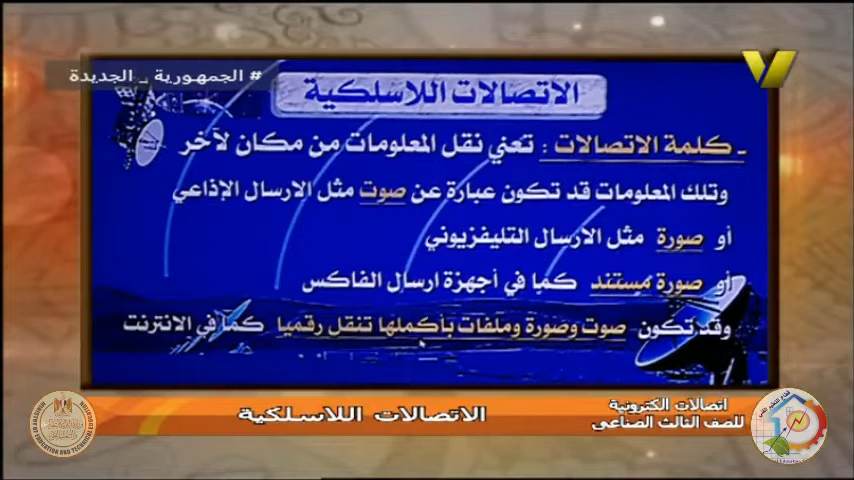 # الجمهورية _ الجديدة
الاتصالات اللاسلكية
ـ كلمة الاتصالات : تعني نقل المعلومات من مكان لآخر
وتلك المعلومات قد تكون عبارة عن صوت مثل الارسال الإذاعي
أو صورة مثل الارسال التليفزيوني
أو صورة مستند كما في أجهزة ارسال الفاكس
وقد تكون صوت وصورة وملفات بأكملها تنقل رقميا كما في الانترنت
اتصالات الكترونية
للصف الثالث الصناعى
الاتصالات اللاسلكية